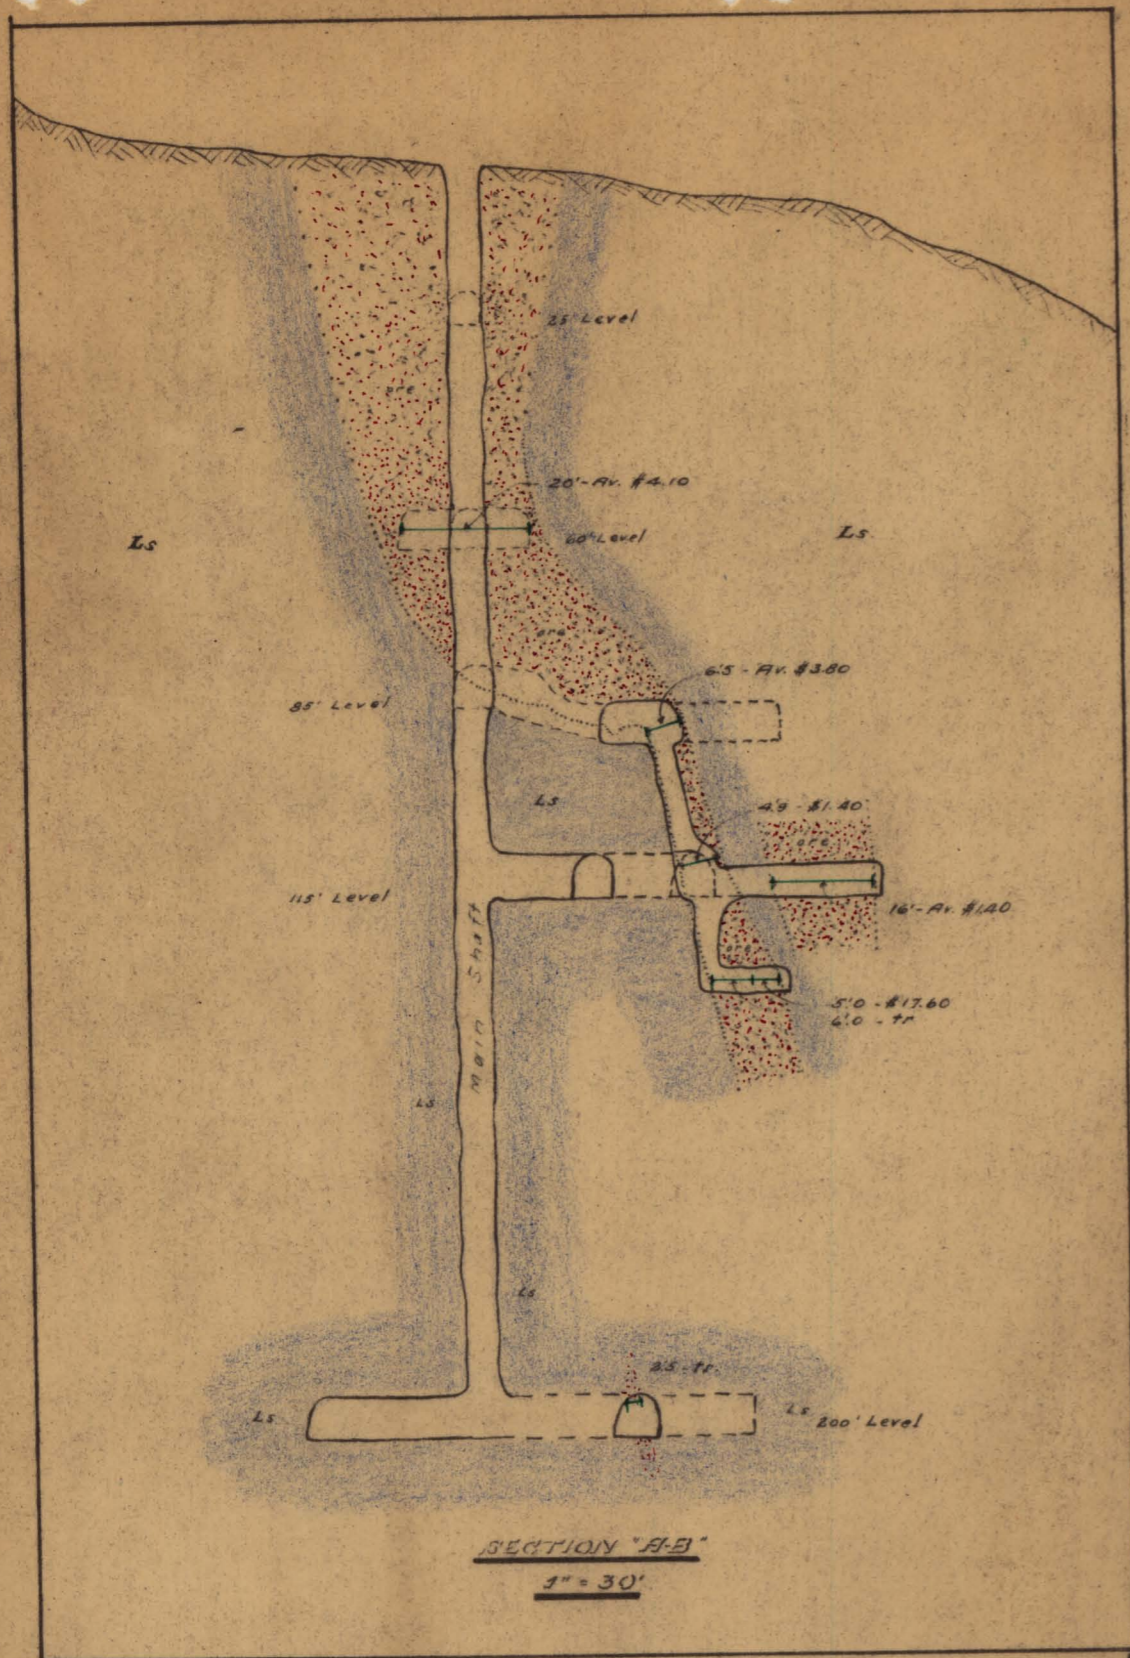 25' Level
ore
20' - Av. $4.10
Ls
60' Level
Ls
ore
6.5 - Av. $3.80
85' Level
Ls
4.9 - $1.40
ore
115' Level
16' - Av. $1.40
Main Shaft
ore
5.0 - $17.60
6.0 - tr
Ls
Ls
2.5 - tr.
Ls
Ls
200' Level
SECTION "A-B"
1" = 30'